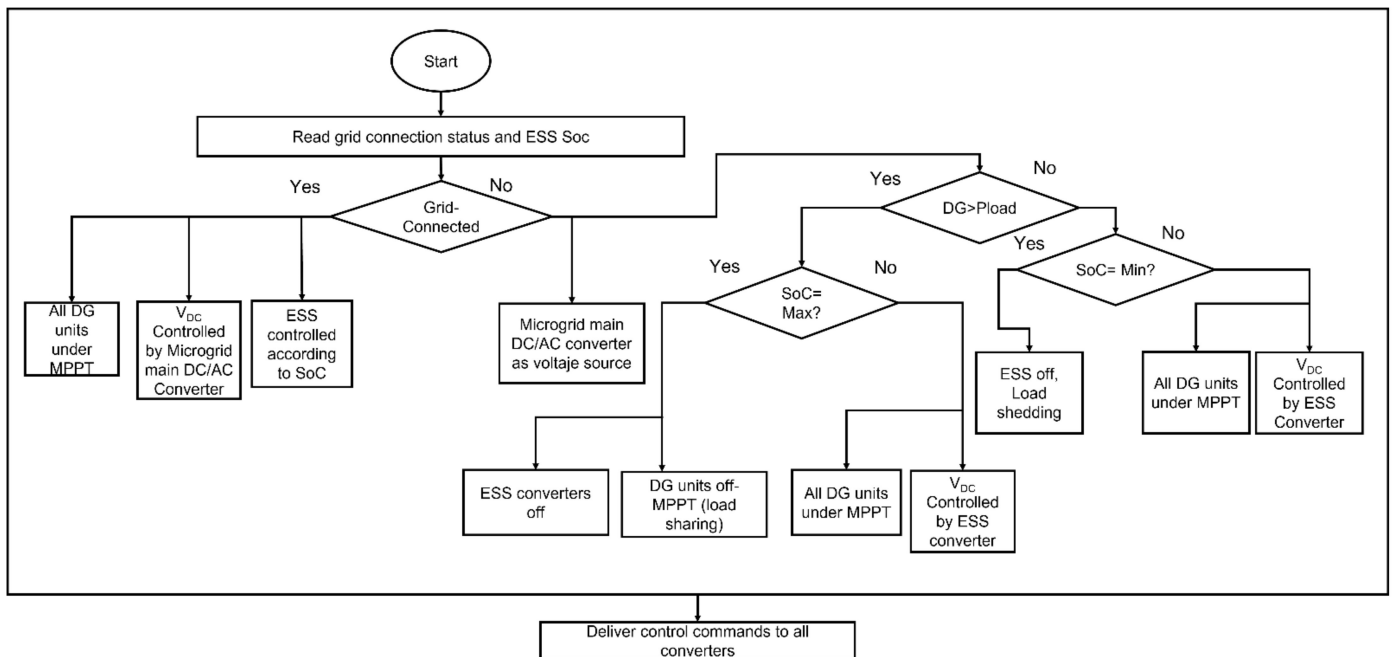 Start
Read grid connection status and ESS Soc
Yes
No
Grid-
Connected
All DG
units
under
MPPT
VDC
Controlled
by Microgrid
main DC/AC
Converter
ESS
controlled
according
to SoC
Microgrid main
DC/AC converter
as voltaje source
Yes
No
DG>Pload
Yes
No
SoC=
Max?
Yes
No
SoC= Min?
ESS converters
off
DG units off-
MPPT (load
sharing)
All DG units
under MPPT
VDC
Controlled
by ESS
converter
ESS off,
Load
shedding
All DG units
under MPPT
VDC
Controlled
by ESS
Converter
Deliver control commands to all
converters